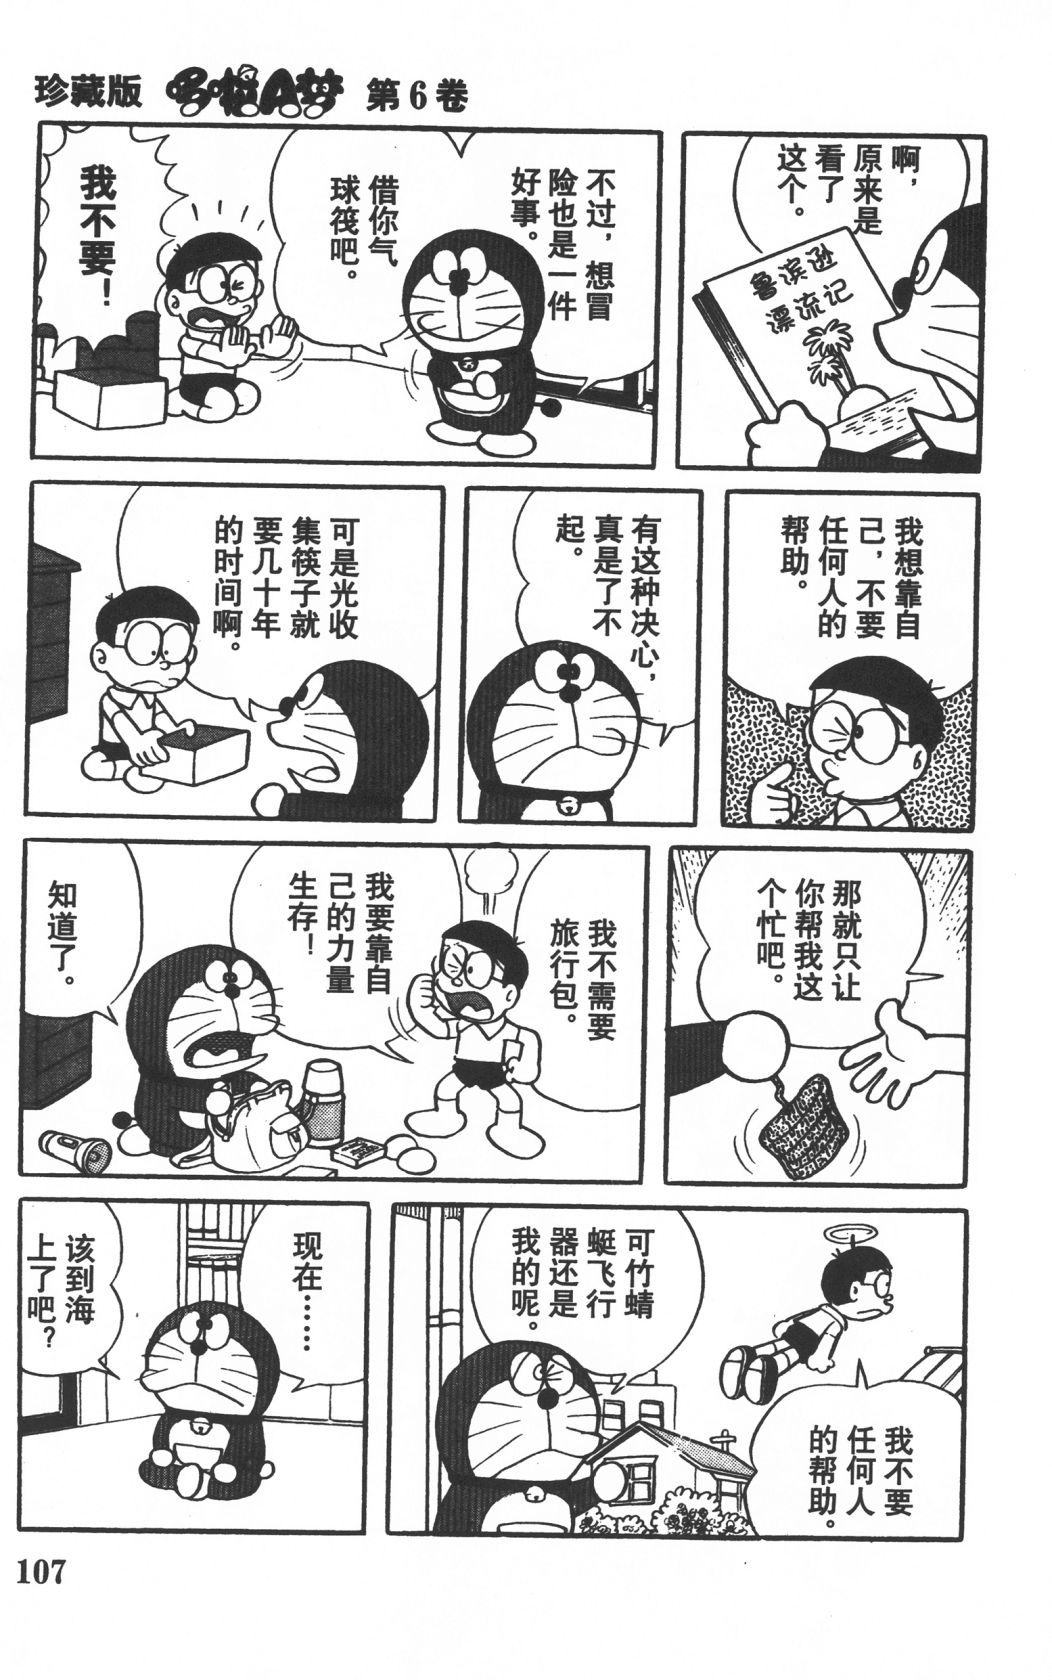 珍藏版 哆啦A梦 第6卷
啊，
原来是
看了
这个。
鲁滨逊
漂流记
不过，想冒
险也是一件
好事。
借你气
球筏吧。
我不要！
我想靠自
己，不要
任何人的
帮助。
有这种决心，
真是了不
起。
可是光收
集筷子就
要几十年
的时间啊。
那就只让
你帮我这
个忙吧。
我不需要
旅行包。
我要靠自
己的力量
生存！
知道了。
可竹蜻
蜓飞行
器还是
我的呢。
我不要
任何人
的帮助。
现在……
该到海
上了吧？
107